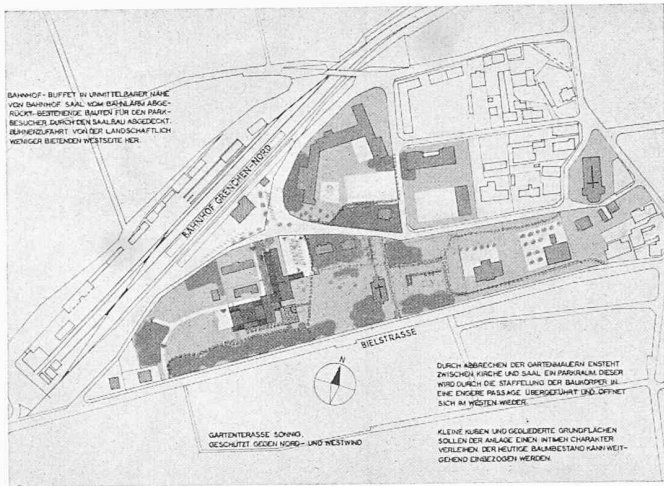 BAHNHOF-BUFFET IN UNMITTELBARER NÄHE
VON BAHNHOF. SAAL VOM BAHNLÄRM ABGE-
RÜCKT. BESTEHENDE BAUTEN FÜR DEN PARK-
BESUCHER DURCH DEN SAALBAU ABGEDECKT.
BÜHNENZUFAHRT VON DER LANDSCHAFTLICH
WENIGER BIETENDEN WESTSEITE HER.
BAHNHOF GRENCHEN-NORD
BIELSTRASSE
N
GARTENTERASSE SONNIG,
GESCHÜTZT GEGEN NORD- UND WESTWIND
DURCH ABBRECHEN DER GARTENMAUERN ENSTEHT
ZWISCHEN KIRCHE UND SAAL EIN PARKRAUM. DIESER
WIRD DURCH DIE STAFFELUNG DER BAUKÖRPER IN
EINE ENGERE PASSAGE ÜBERGEFÜHRT UND ÖFFNET
SICH IM WESTEN WIEDER.
KLEINE KUBEN UND GEGLIEDERTE GRUNDFLÄCHEN
SOLLEN DER ANLAGE EINEN INTIMEN CHARAKTER
VERLEIHEN. DER HEUTIGE BAUMBESTAND KANN WEIT-
GEHEND EINBEZOGEN WERDEN.